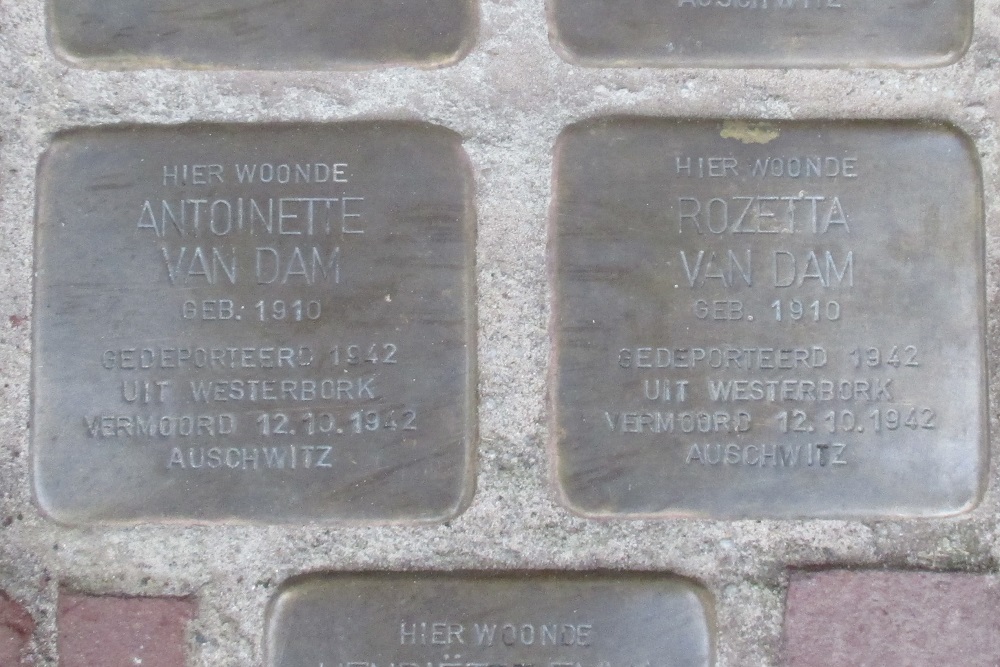 AUSCHWITZ
HIER WOONDE
ANTOINETTE
VAN DAM
GEB. 1910
GEDEPORTEERD 1942
UIT WESTERBORK
VERMOORD 12.10.1942
AUSCHWITZ
HIER WOONDE
ROZETTA
VAN DAM
GEB. 1910
GEDEPORTEERD 1942
UIT WESTERBORK
VERMOORD 12.10.1942
AUSCHWITZ
HIER WOONDE